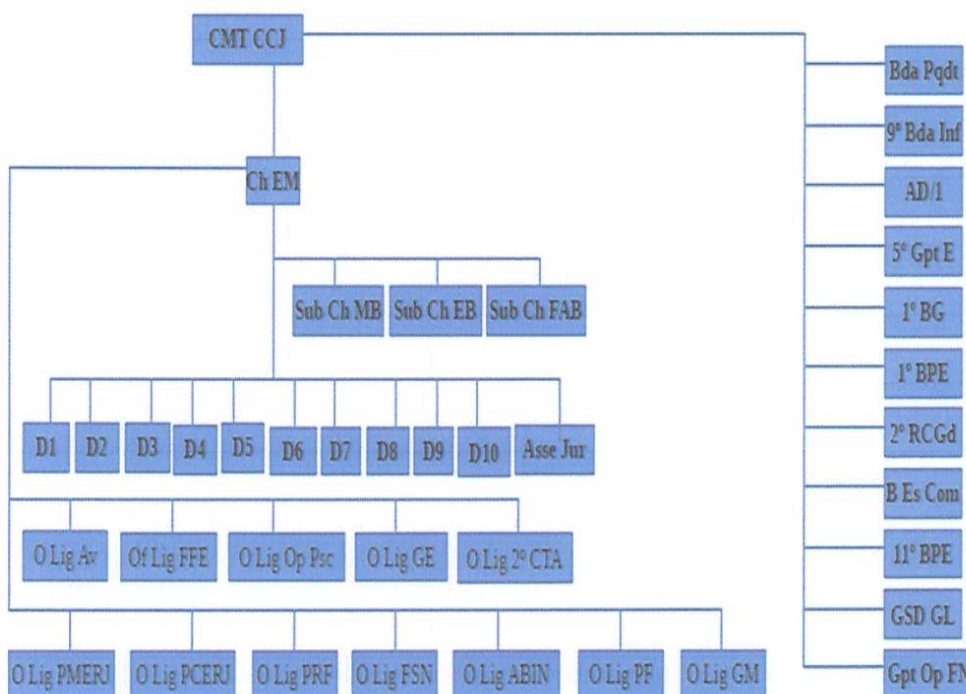 CMT CCJ
Bda Pqdt
9ª Bda Inf
AD/1
5º Gpt E
1º BG
1º BPE
2º RCGd
B Es Com
11º BPE
GSD GL
Gpt Op FN
Ch EM
Sub Ch MB
Sub Ch EB
Sub Ch FAB
D1
D2
D3
D4
D5
D6
D7
D8
D9
D10
Asse Jur
O Lig Av
Of Lig FFE
O Lig Op Psc
O Lig GE
O Lig 2º CTA
O Lig PMERJ
O Lig PCERJ
O Lig PRF
O Lig FSN
O Lig ABIN
O Lig PF
O Lig GM